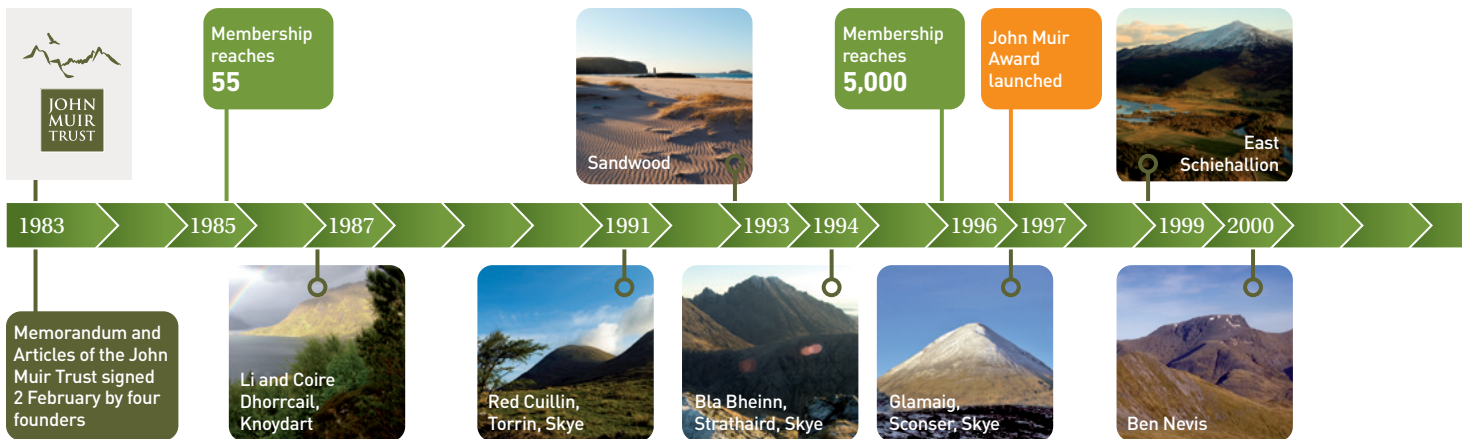 JOHN
MUIR
TRUST
Membership
reaches
55
Sandwood
Membership
reaches
5,000
John Muir
Award
launched
East
Schiehallion
1983
1985
1987
1991
1993
1994
1996
1997
1999
2000
Memorandum and
Articles of the John
Muir Trust signed
2 February by four
founders
Li and Coire
Dhorrcail,
Knoydart
Red Cuillin,
Torrin, Skye
Bla Bheinn,
Strathaird, Skye
Glamaig,
Sconser, Skye
Ben Nevis